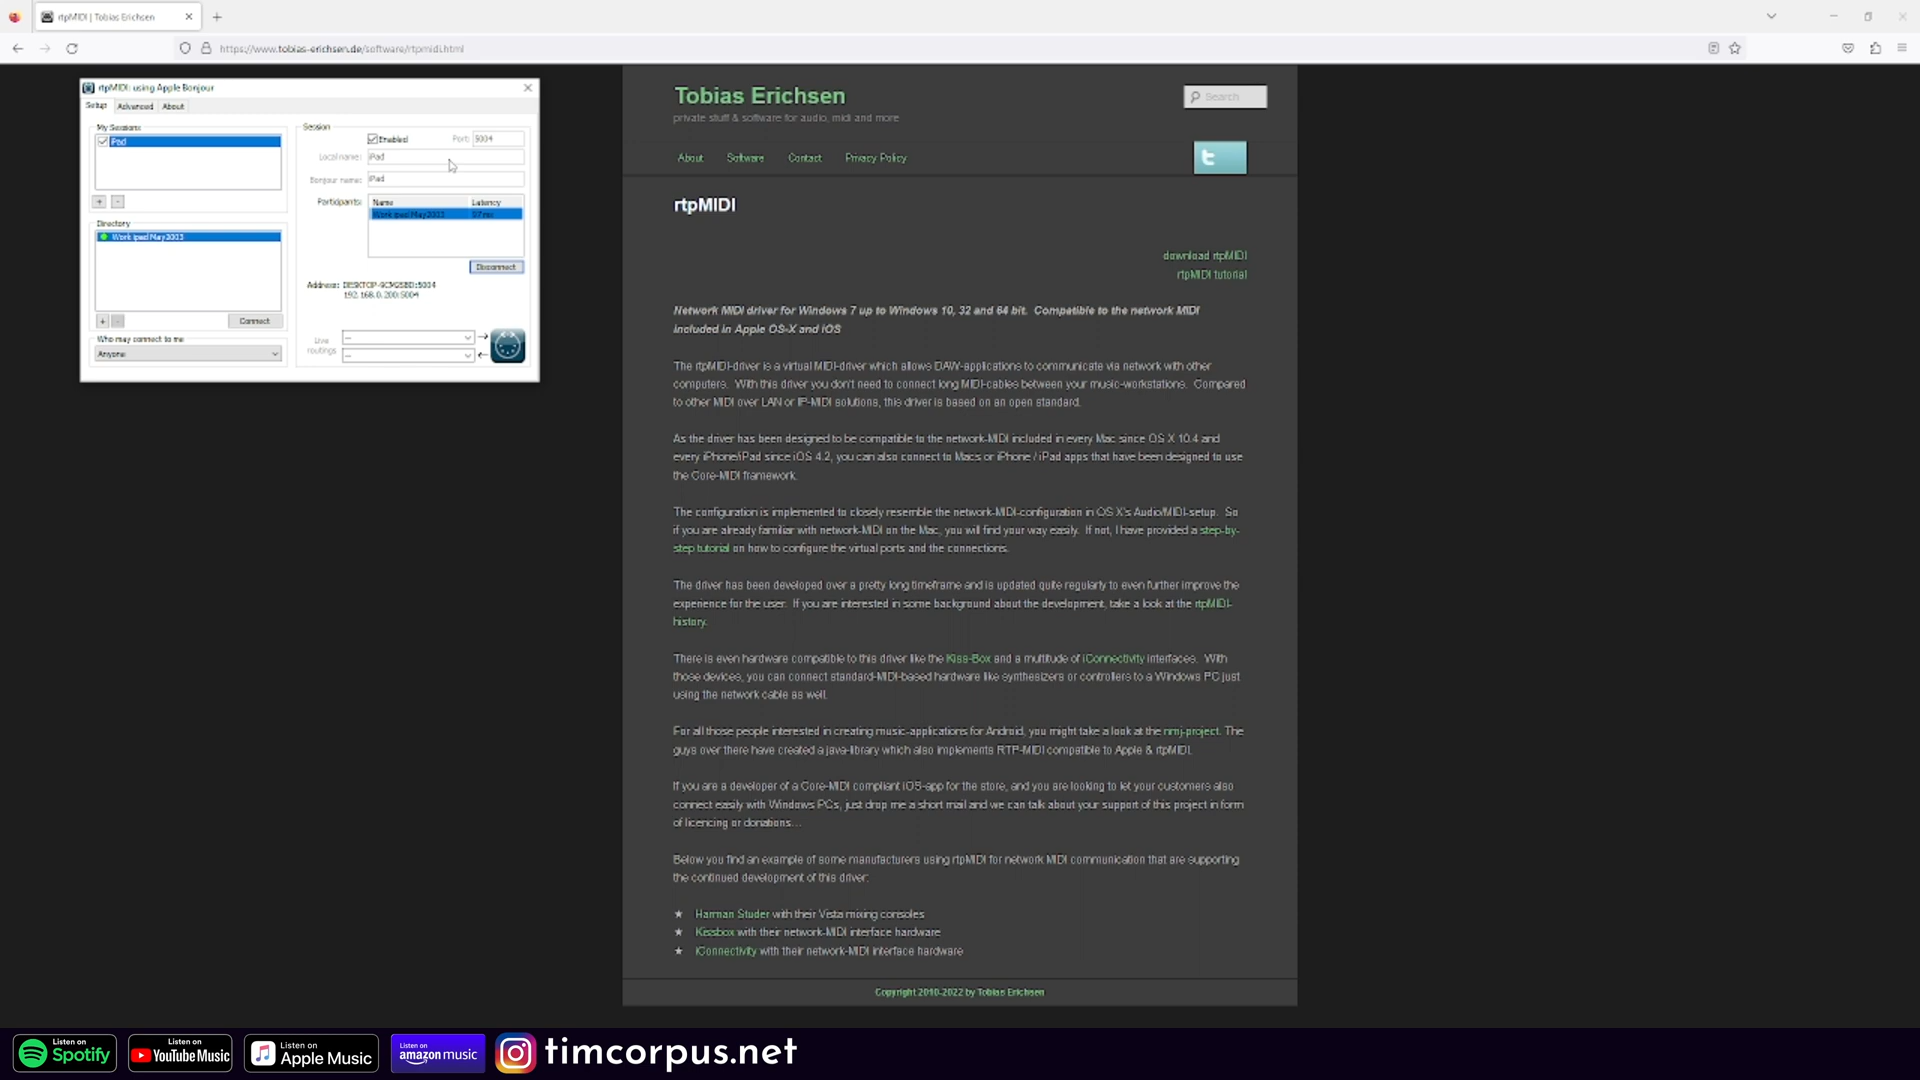 rtpMIDI | Tobias Erichsen
https://www.tobias-erichsen.de/software/rtpmidi.html
rtpMIDI: using Apple Bonjour
Setup Advanced About
My Sessions
iPad
+ -
Directory
Work ipad May2003
+ - Connect
Who may connect to me
Anyone
Session
Enabled Port: 5004
Local name: iPad
Bonjour name: iPad
Participants: Name Latency
Work ipad May2003
Disconnect
Address: DESKTOP-9CMGSBD:5004
192.168.0.200:5004
Live
routings
Tobias Erichsen
private stuff & software for audio, midi and more
Search
About Software Contact Privacy Policy
rtpMIDI
download rtpMIDI
rtpMIDI tutorial
Network MIDI driver for Windows 7 up to Windows 10, 32 and 64 bit. Compatible to the network MIDI
included in Apple OS-X and iOS
The rtpMIDI-driver is a virtual MIDI-driver which allows DAW-applications to communicate via network with other
computers. With this driver you don't need to connect long MIDI-cables between your music-workstations. Compared
to other MIDI over LAN or IP-MIDI solutions, this driver is based on an open standard.
As the driver has been designed to be compatible to the network-MIDI included in every Mac since OS X 10.4 and
every iPhone/iPad since iOS 4.2, you can also connect to Macs or iPhone / iPad apps that have been designed to use
the Core-MIDI framework.
The configuration is implemented to closely resemble the network-MIDI-configuration in OS X's Audio/MIDI-setup. So
if you are already familiar with network-MIDI on the Mac, you will find your way easily. If not, I have provided a step-by-
step tutorial on how to configure the virtual ports and the connections.
The driver has been developed over a pretty long timeframe and is updated quite regularly to even further improve the
experience for the user. If you are interested in some background about the development, take a look at the rtpMIDI-
history.
There is even hardware compatible to this driver like the Kiss-Box and a multitude of iConnectivity interfaces. With
those devices, you can connect standard-MIDI-based hardware like synthesizers or controllers to a Windows PC just
using the network cable as well.
For all those people interested in creating music-applications for Android, you might take a look at the nmj-project. The
guys over there have created a java-library which also implements RTP-MIDI compatible to Apple & rtpMIDI.
If you are a developer of a Core-MIDI compliant iOS-app for the store, and you are looking to let your customers also
connect easily with Windows PCs, just drop me a short mail and we can talk about your support of this project in form
of licencing or donations...
Below you find an example of some manufacturers using rtpMIDI for network MIDI communication that are supporting
the continued development of this driver:
★ Harman Studer with their Vista mixing consoles
★ Kissbox with their network-MIDI interface hardware
★ iConnectivity with their network-MIDI interface hardware
Copyright 2010-2022 by Tobias Erichsen
Listen on Spotify
Listen on YouTube Music
Listen on Apple Music
Listen on amazon music
timcorpus.net